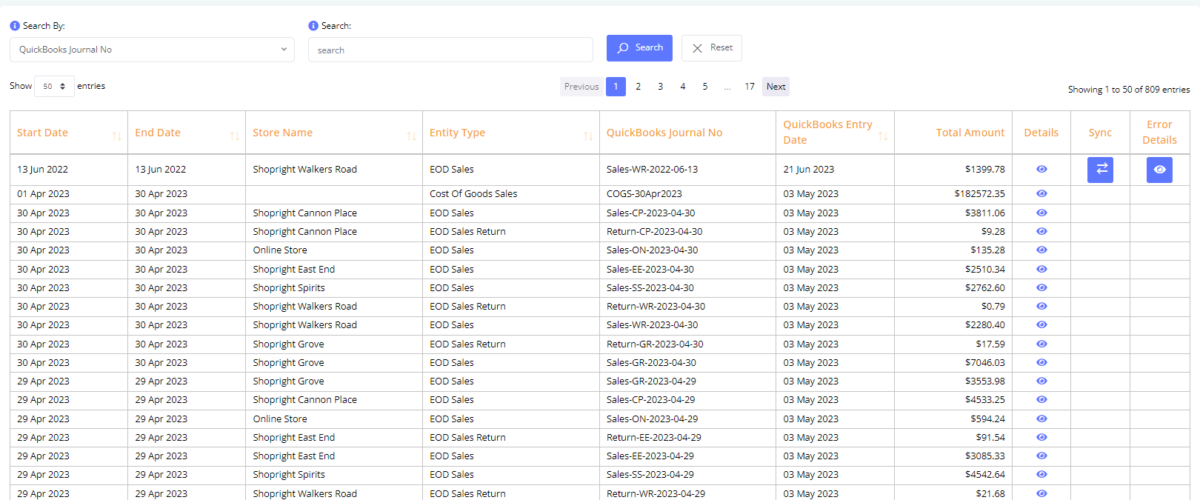 Search By: Search:
QuickBooks Journal No search Search Reset
Show 50 entries Previous 1 2 3 4 5 ... 17 Next Showing 1 to 50 of 809 entries
Start Date End Date Store Name Entity Type QuickBooks Journal No QuickBooks Entry Date Total Amount Details Sync Error Details
13 Jun 2022 13 Jun 2022 Shopright Walkers Road EOD Sales Sales-WR-2022-06-13 21 Jun 2023 $1399.78
01 Apr 2023 30 Apr 2023 Cost Of Goods Sales COGS-30Apr2023 03 May 2023 $182572.35
30 Apr 2023 30 Apr 2023 Shopright Cannon Place EOD Sales Sales-CP-2023-04-30 03 May 2023 $3811.06
30 Apr 2023 30 Apr 2023 Shopright Cannon Place EOD Sales Return Return-CP-2023-04-30 03 May 2023 $9.28
30 Apr 2023 30 Apr 2023 Online Store EOD Sales Sales-ON-2023-04-30 03 May 2023 $135.28
30 Apr 2023 30 Apr 2023 Shopright East End EOD Sales Sales-EE-2023-04-30 03 May 2023 $2510.34
30 Apr 2023 30 Apr 2023 Shopright Spirits EOD Sales Sales-SS-2023-04-30 03 May 2023 $2762.60
30 Apr 2023 30 Apr 2023 Shopright Walkers Road EOD Sales Return Return-WR-2023-04-30 03 May 2023 $0.79
30 Apr 2023 30 Apr 2023 Shopright Walkers Road EOD Sales Sales-WR-2023-04-30 03 May 2023 $2280.40
30 Apr 2023 30 Apr 2023 Shopright Grove EOD Sales Return Return-GR-2023-04-30 03 May 2023 $17.59
30 Apr 2023 30 Apr 2023 Shopright Grove EOD Sales Sales-GR-2023-04-30 03 May 2023 $7046.03
29 Apr 2023 29 Apr 2023 Shopright Grove EOD Sales Sales-GR-2023-04-29 03 May 2023 $3553.98
29 Apr 2023 29 Apr 2023 Shopright Cannon Place EOD Sales Sales-CP-2023-04-29 03 May 2023 $4533.25
29 Apr 2023 29 Apr 2023 Online Store EOD Sales Sales-ON-2023-04-29 03 May 2023 $594.24
29 Apr 2023 29 Apr 2023 Shopright East End EOD Sales Return Return-EE-2023-04-29 03 May 2023 $91.54
29 Apr 2023 29 Apr 2023 Shopright East End EOD Sales Sales-EE-2023-04-29 03 May 2023 $3085.33
29 Apr 2023 29 Apr 2023 Shopright Spirits EOD Sales Sales-SS-2023-04-29 03 May 2023 $4542.64
29 Apr 2023 29 Apr 2023 Shopright Walkers Road EOD Sales Return Return-WR-2023-04-29 03 May 2023 $21.68